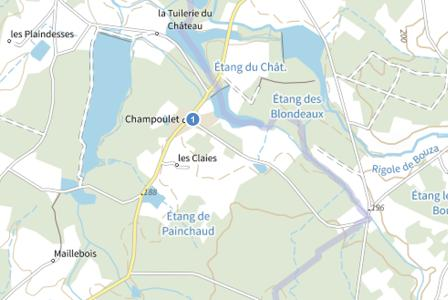 la Tuilerie du
Château
les Plaindesses
Étang du Chât.
Étang des
Blondeaux
Champoulet
1
les Claies
Rigole de Bouza
188
Étang le
Bou
196
Étang de
Painchaud
Maillebois
200